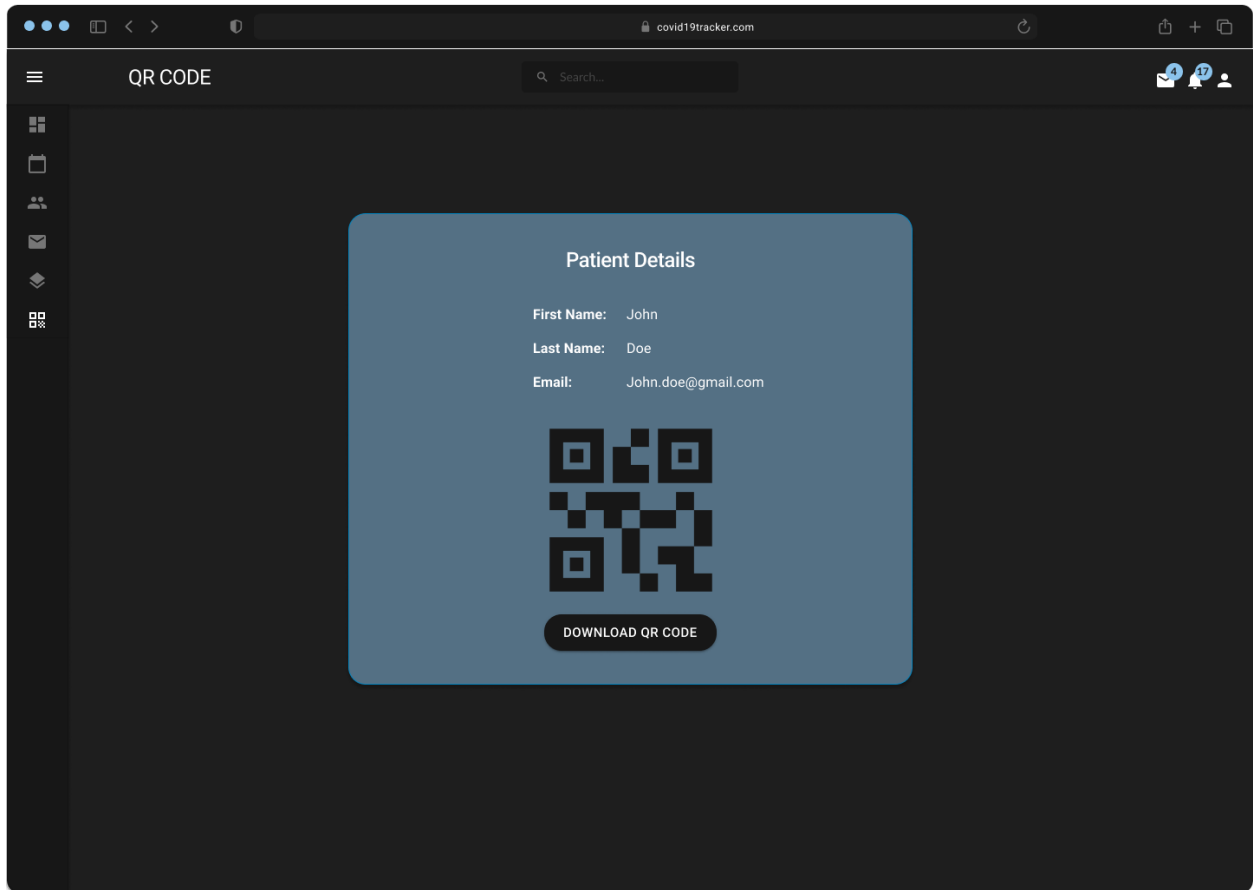 covid19tracker.com
QR CODE
Search...
4
17
Patient Details
First Name: John
Last Name: Doe
Email: John.doe@gmail.com
DOWNLOAD QR CODE